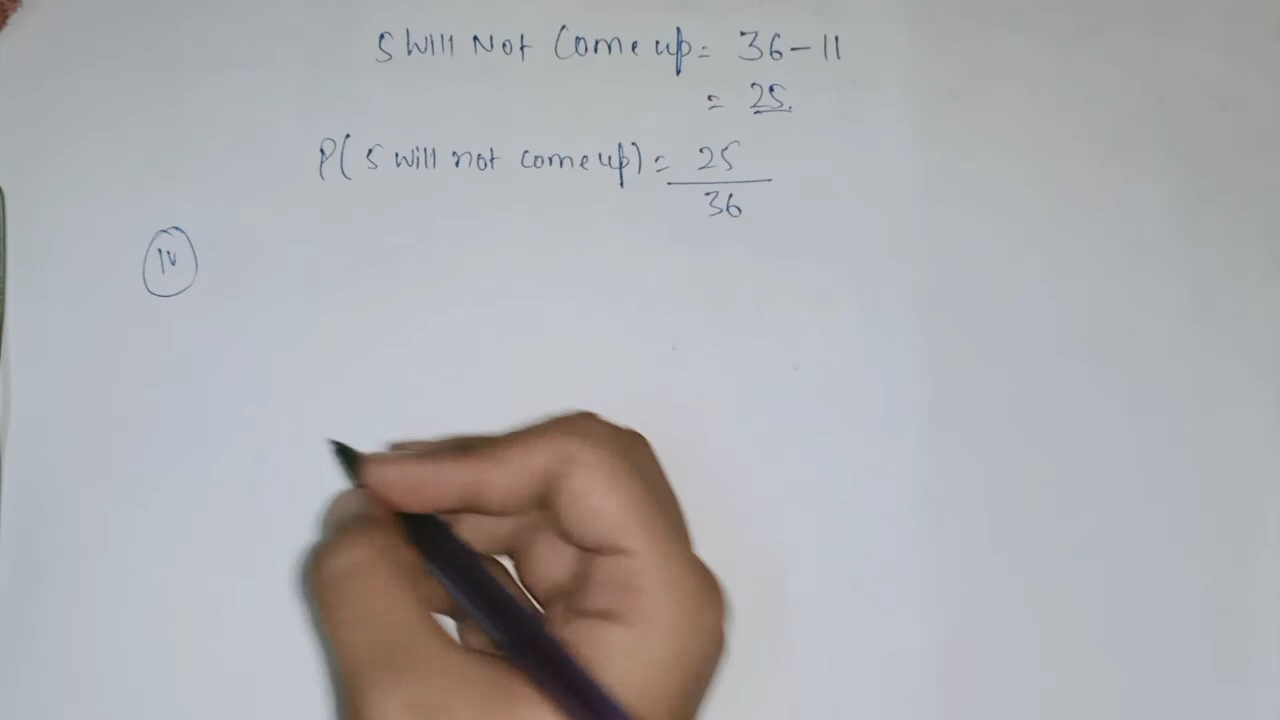 5 Will Not Come up = 36 - 11
= 25.
P( 5 will not come up) = 25
36
iv